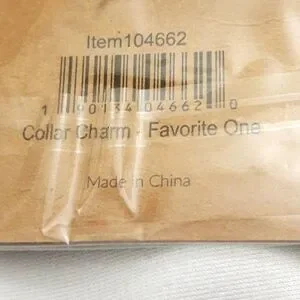 Item104662
1 90134 04662 0
Collar Charm - Favorite One
Made in China